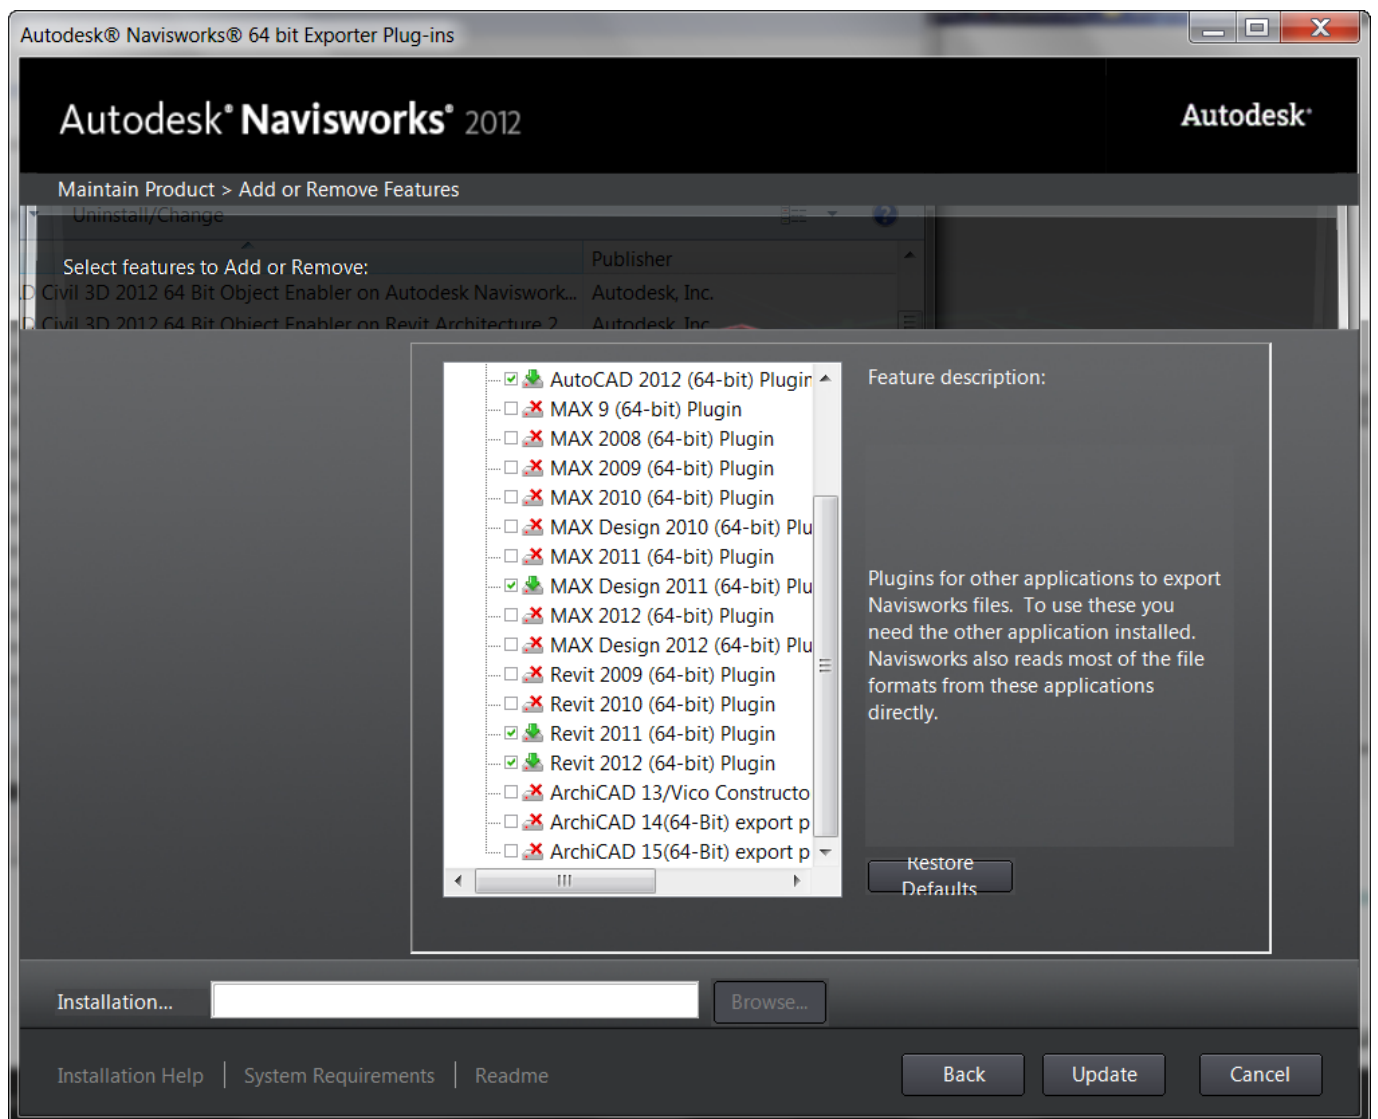 Autodesk® Navisworks® 64 bit Exporter Plug-ins
Autodesk® Navisworks® 2012
Autodesk®
Maintain Product > Add or Remove Features
Uninstall/Change
Select features to Add or Remove:
Publisher
D Civil 3D 2012 64 Bit Object Enabler on Autodesk Naviswork... Autodesk, Inc.
D Civil 3D 2012 64 Bit Object Enabler on Revit Architecture 2 Autodesk Inc
AutoCAD 2012 (64-bit) Plugin
MAX 9 (64-bit) Plugin
MAX 2008 (64-bit) Plugin
MAX 2009 (64-bit) Plugin
MAX 2010 (64-bit) Plugin
MAX Design 2010 (64-bit) Plu
MAX 2011 (64-bit) Plugin
MAX Design 2011 (64-bit) Plu
MAX 2012 (64-bit) Plugin
MAX Design 2012 (64-bit) Plu
Revit 2009 (64-bit) Plugin
Revit 2010 (64-bit) Plugin
Revit 2011 (64-bit) Plugin
Revit 2012 (64-bit) Plugin
ArchiCAD 13/Vico Constructo
ArchiCAD 14(64-Bit) export p
ArchiCAD 15(64-Bit) export p
Feature description:
Plugins for other applications to export
Navisworks files. To use these you
need the other application installed.
Navisworks also reads most of the file
formats from these applications
directly.
Restore
Defaults
Installation...
Browse...
Installation Help | System Requirements | Readme
Back
Update
Cancel